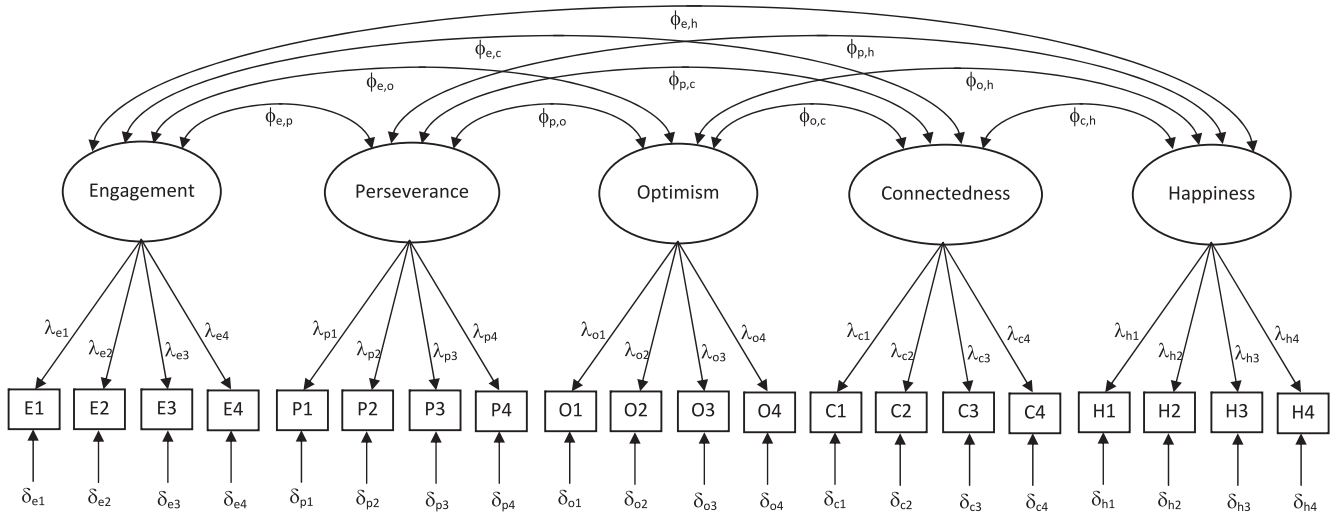 ϕe,h
ϕe,c
ϕp,h
ϕe,o
ϕp,c
ϕo,h
ϕe,p
ϕp,o
ϕo,c
ϕc,h
Engagement
Perseverance
Optimism
Connectedness
Happiness
λe1
λe2
λe3
λe4
λp1
λp2
λp3
λp4
λo1
λo2
λo3
λo4
λc1
λc2
λc3
λc4
λh1
λh2
λh3
λh4
E1
E2
E3
E4
P1
P2
P3
P4
O1
O2
O3
O4
C1
C2
C3
C4
H1
H2
H3
H4
δe1
δe2
δe3
δe4
δp1
δp2
δp3
δp4
δo1
δo2
δo3
δo4
δc1
δc2
δc3
δc4
δh1
δh2
δh3
δh4